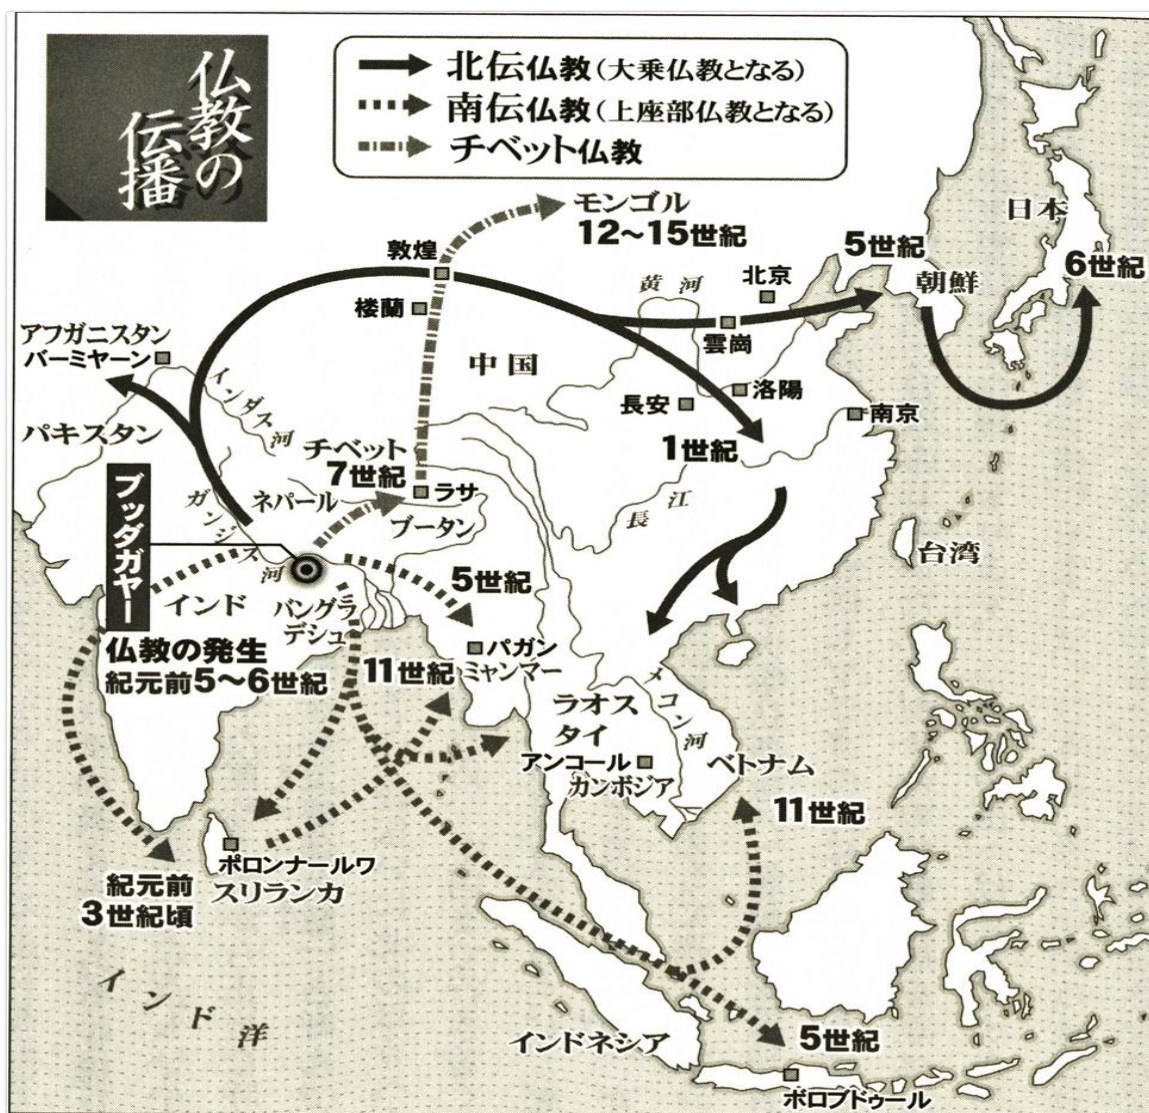 仏教の
伝播
北伝仏教(大乗仏教となる)
南伝仏教(上座部仏教となる)
チベット仏教
モンゴル
12〜15世紀
日本
敦煌
5世紀
6世紀
北京
黄河
朝鮮
楼蘭
アフガニスタン
バーミヤーン
雲崗
中国
インダス河
洛陽
長安
南京
パキスタン
チベット
7世紀
1世紀
ラサ
ネパール
ブータン
長江
ガンジス河
ブッダガヤー
台湾
5世紀
インド
バングラ
デシュ
仏教の発生
紀元前5〜6世紀
パガン
ミャンマー
11世紀
メコン河
ラオス
タイ
アンコール
カンボジア
ベトナム
11世紀
ポロンナールワ
スリランカ
紀元前
3世紀頃
インド洋
インドネシア
5世紀
ボロブドゥール